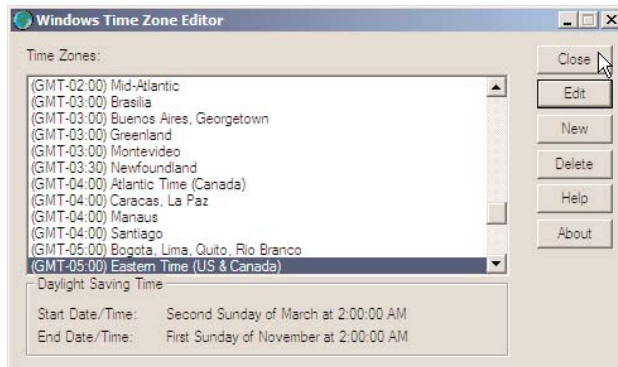 Windows Time Zone Editor
Time Zones:
(GMT-02:00) Mid-Atlantic
(GMT-03:00) Brasilia
(GMT-03:00) Buenos Aires, Georgetown
(GMT-03:00) Greenland
(GMT-03:00) Montevideo
(GMT-03:30) Newfoundland
(GMT-04:00) Atlantic Time (Canada)
(GMT-04:00) Caracas, La Paz
(GMT-04:00) Manaus
(GMT-04:00) Santiago
(GMT-05:00) Bogota, Lima, Quito, Rio Branco
(GMT-05:00) Eastern Time (US & Canada)
Close
Edit
New
Delete
Help
About
Daylight Saving Time
Start Date/Time: Second Sunday of March at 2:00:00 AM
End Date/Time: First Sunday of November at 2:00:00 AM